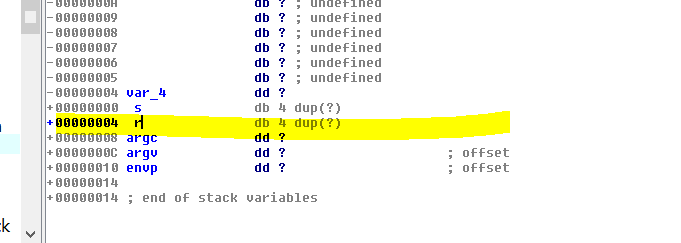 -0000000A db ? ; undefined
-00000009 db ? ; undefined
-00000008 db ? ; undefined
-00000007 db ? ; undefined
-00000006 db ? ; undefined
-00000005 db ? ; undefined
-00000004 var_4 dd ?
+00000000 s db 4 dup(?)
+00000004 r db 4 dup(?)
+00000008 argc dd ?
+0000000C argv dd ? ; offset
+00000010 envp dd ? ; offset
+00000014
+00000014 ; end of stack variables
ck